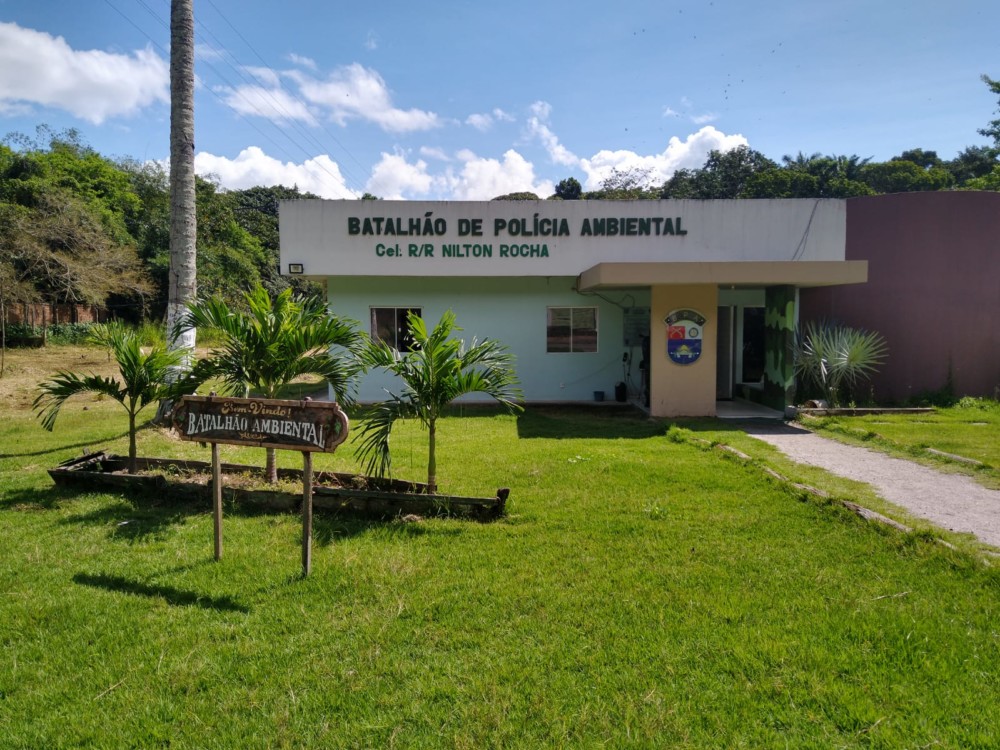 BATALHÃO DE POLÍCIA AMBIENTAL
Cel: R/R NILTON ROCHA
Bem-Vindo!
BATALHÃO AMBIENTAL